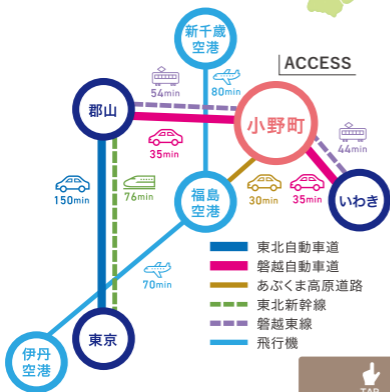 新千歳
空港
ACCESS
54min
80min
郡山
小野町
35min
44min
150min
76min
福島
空港
30min
35min
いわき
東北自動車道
磐越自動車道
あぶくま高原道路
東北新幹線
磐越東線
飛行機
70min
東京
伊丹
空港
TAP